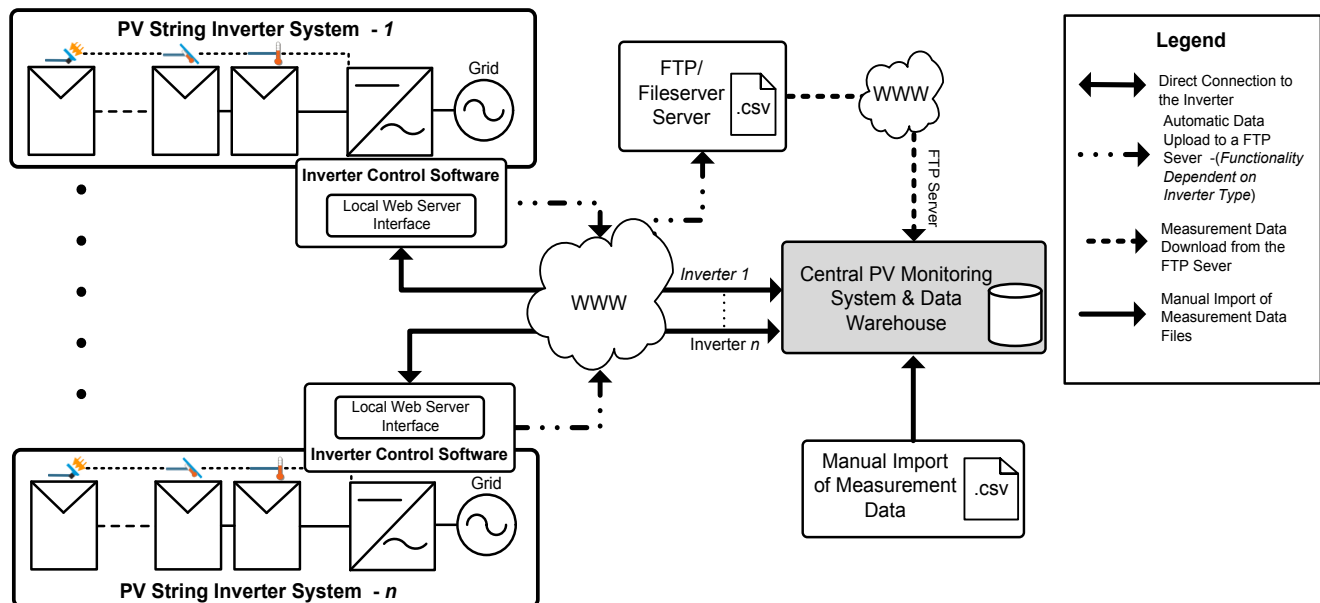 PV String Inverter System - 1
Grid
Inverter Control Software
Local Web Server
Interface
FTP/
Fileserver
Server
.csv
WWW
FTP Server
WWW
Inverter 1
Inverter n
Central PV Monitoring
System & Data
Warehouse
Local Web Server
Interface
Inverter Control Software
Grid
PV String Inverter System - n
Manual Import
of Measurement
Data
.csv
Legend
Direct Connection to
the Inverter
Automatic Data
Upload to a FTP
Sever -(Functionality
Dependent on
Inverter Type)
Measurement Data
Download from the
FTP Sever
Manual Import of
Measurement Data
Files